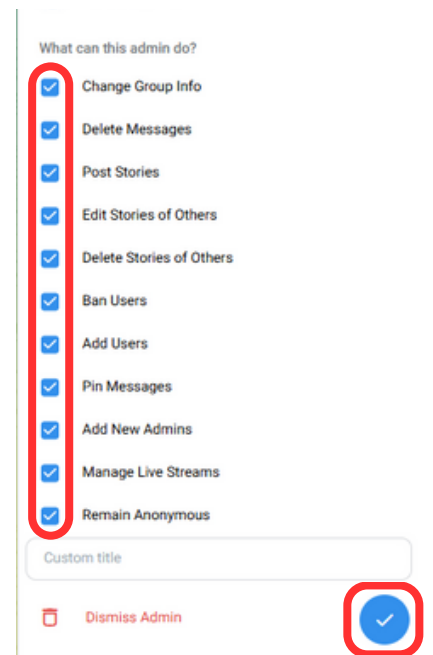 What can this admin do?
Change Group Info
Delete Messages
Post Stories
Edit Stories of Others
Delete Stories of Others
Ban Users
Add Users
Pin Messages
Add New Admins
Manage Live Streams
Remain Anonymous
Custom title
Dismiss Admin